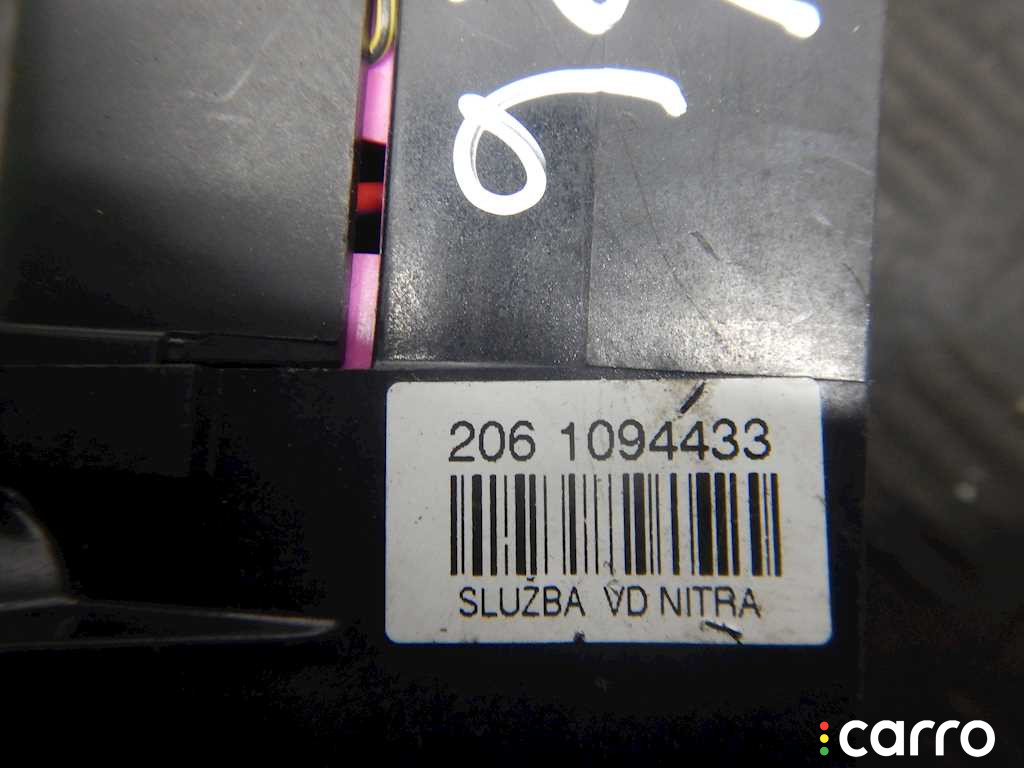 206 1094433
SLUŽBA VD NITRA
carro